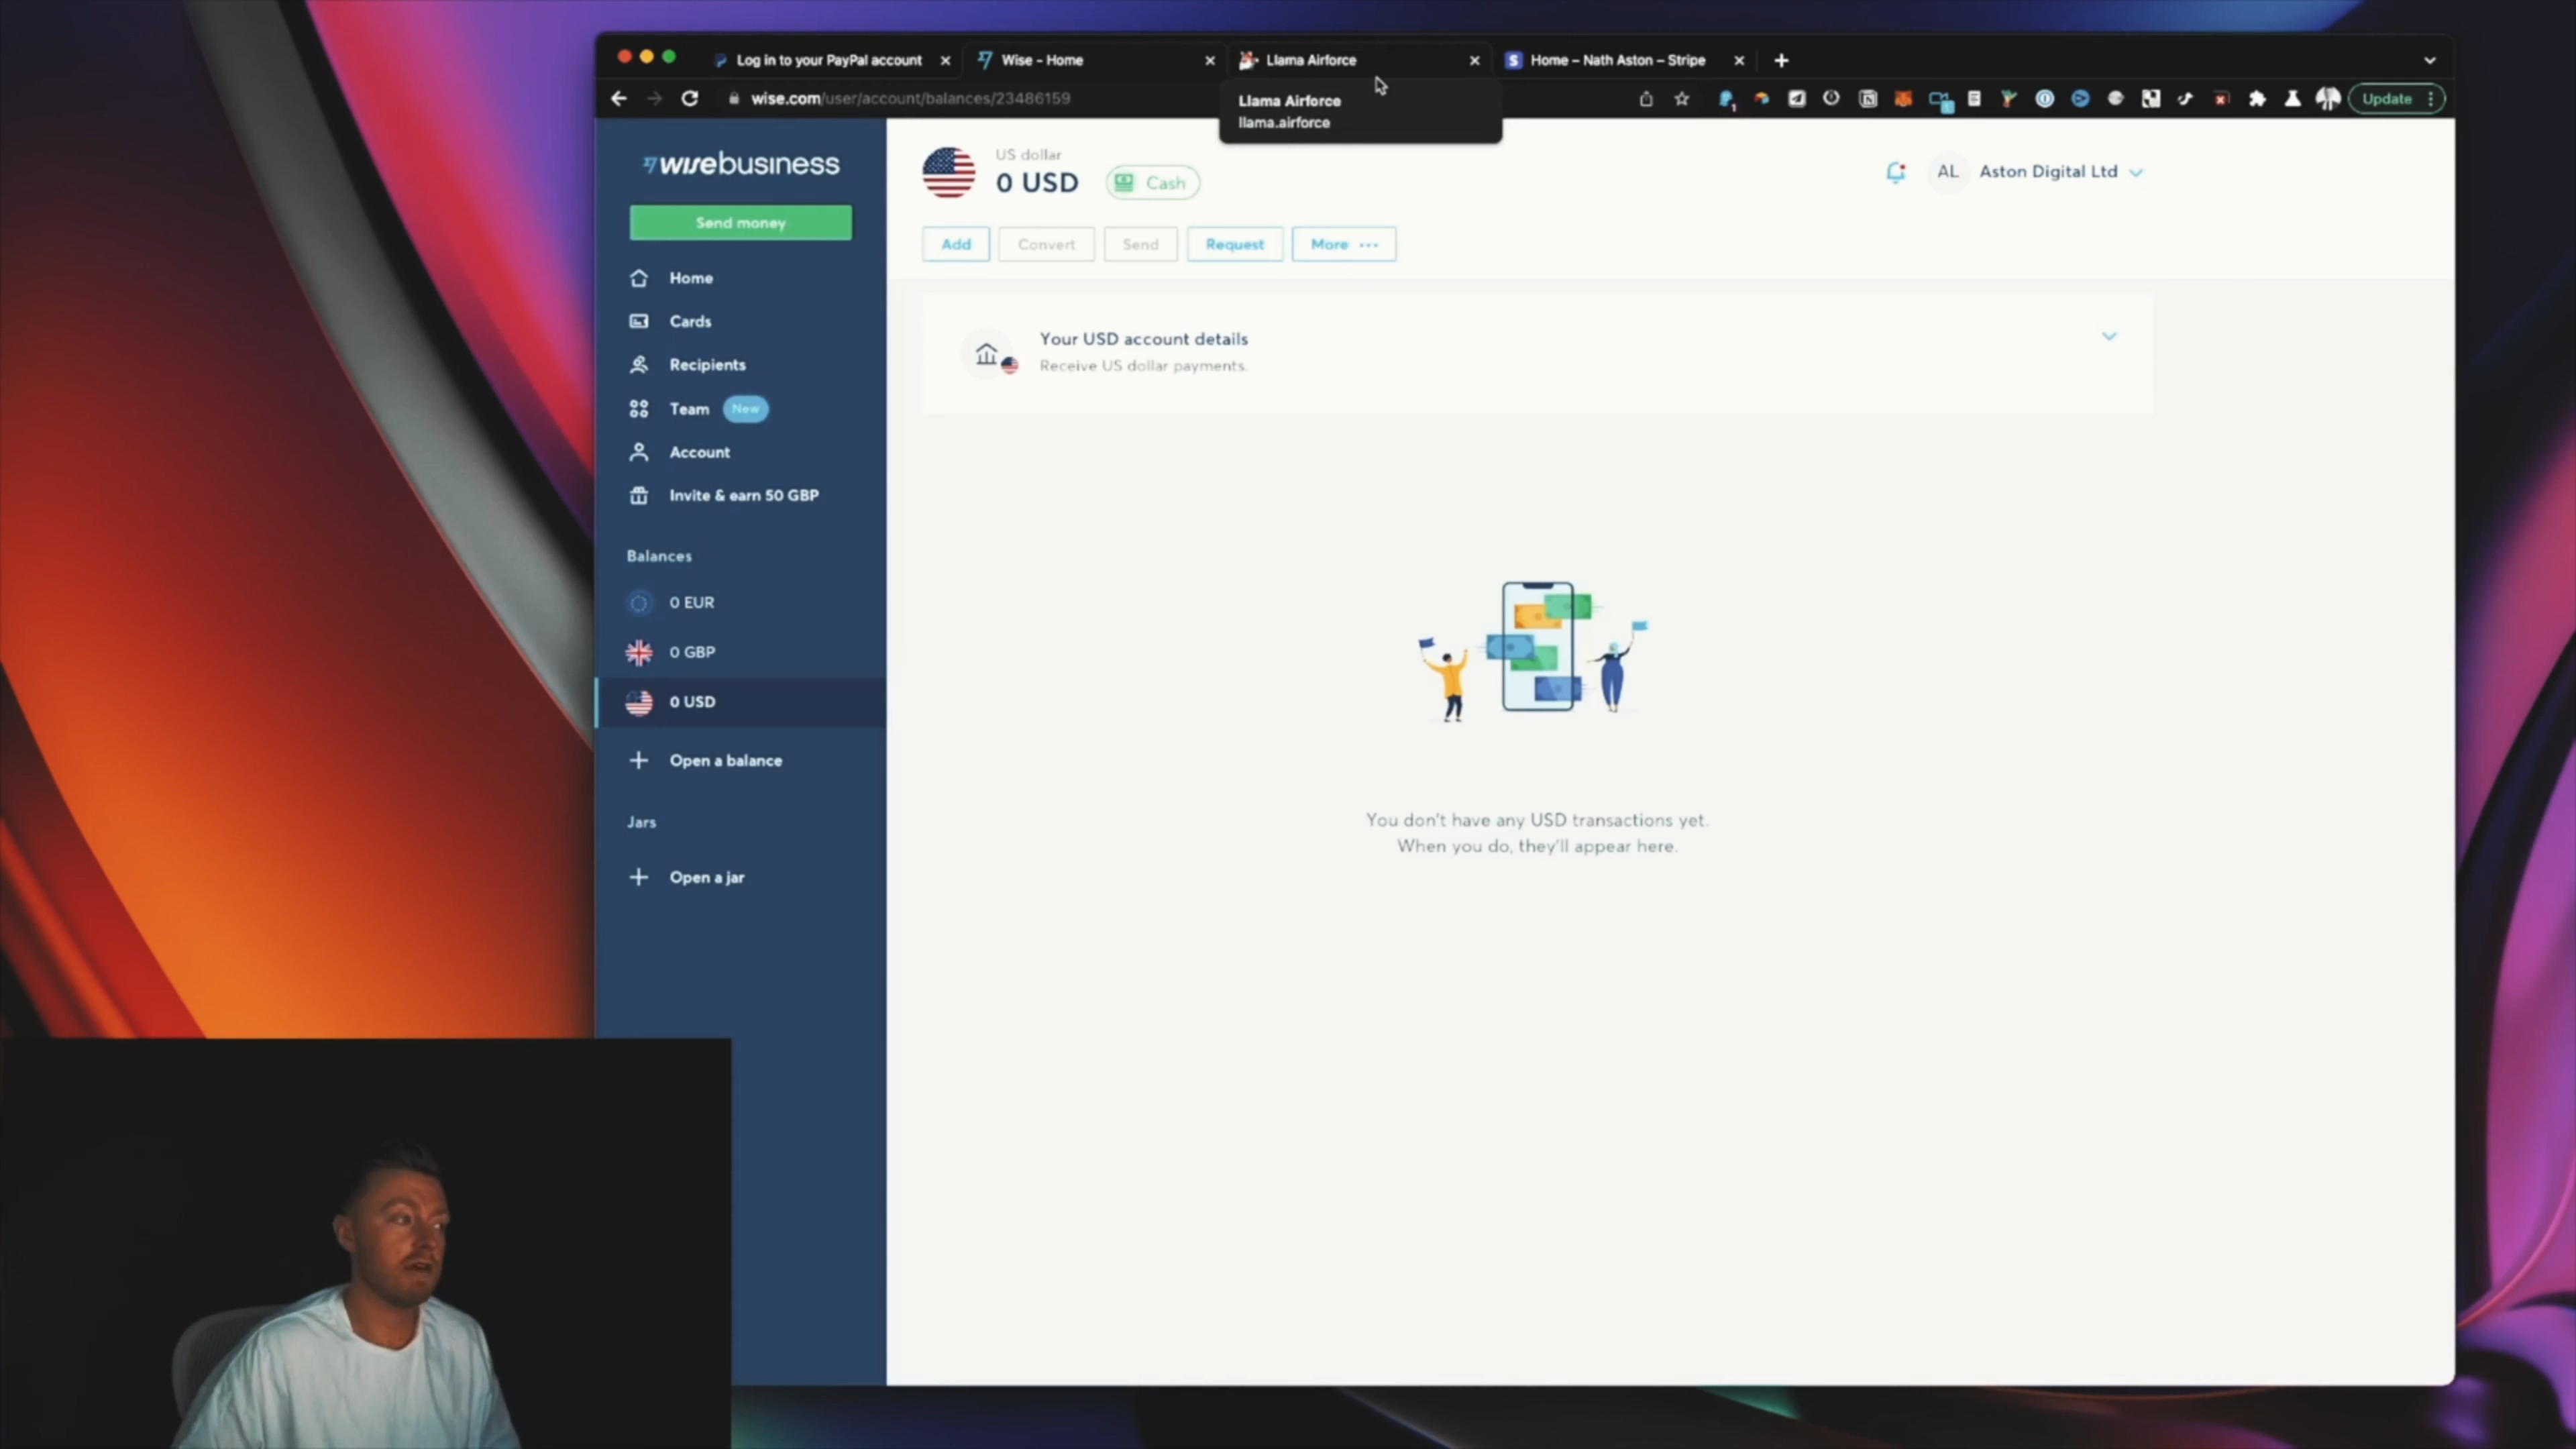 Log in to your PayPal account
Wise - Home
Llama Airforce
Home – Nath Aston – Stripe
wise.com/user/account/balances/23486159
Update
Llama Airforce
llama.airforce
wisebusiness
Send money
Home
Cards
Recipients
Team New
Account
Invite & earn 50 GBP
Balances
0 EUR
0 GBP
0 USD
Open a balance
Jars
Open a jar
US dollar
0 USD
Cash
AL Aston Digital Ltd
Add
Convert
Send
Request
More
Your USD account details
Receive US dollar payments.
You don't have any USD transactions yet.
When you do, they'll appear here.